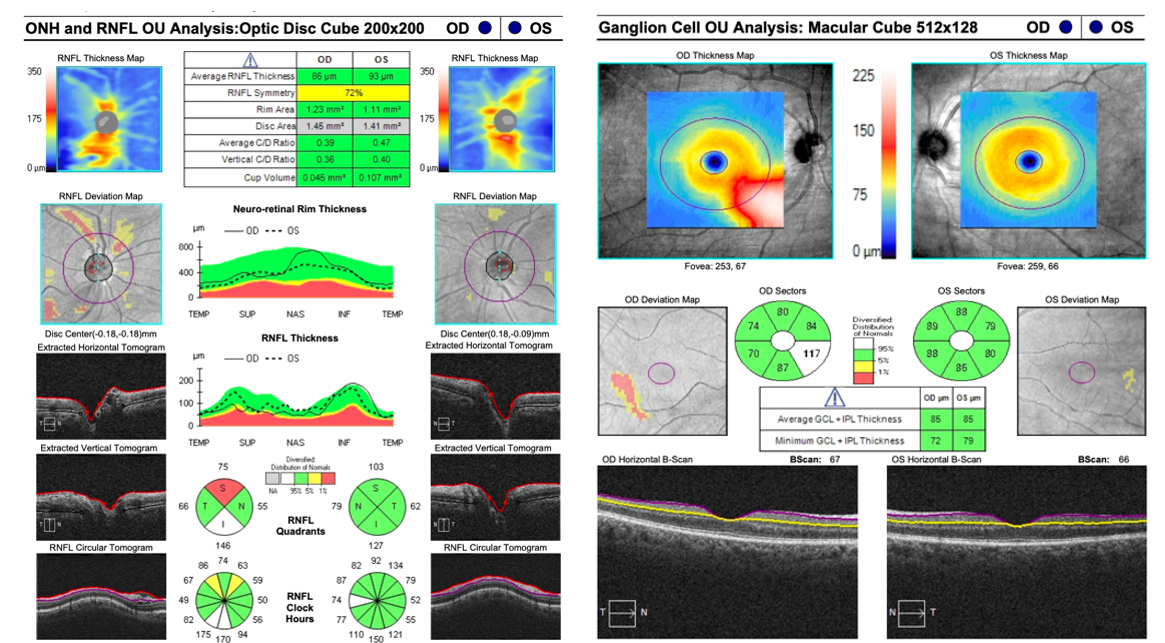 ONH and RNFL OU Analysis:Optic Disc Cube 200x200 OD OS
RNFL Thickness Map
350
175
0 µm
OD OS
Average RNFL Thickness 86 µm 93 µm
RNFL Symmetry 72%
Rim Area 1.23 mm² 1.11 mm²
Disc Area 1.45 mm² 1.41 mm²
Average C/D Ratio 0.39 0.47
Vertical C/D Ratio 0.36 0.40
Cup Volume 0.045 mm³ 0.107 mm³
RNFL Thickness Map
350
175
0 µm
RNFL Deviation Map
Disc Center(-0.18,-0.18)mm
Neuro-retinal Rim Thickness
µm OD OS
800
400
0
TEMP SUP NAS INF TEMP
RNFL Deviation Map
Disc Center(0.18,-0.09)mm
Extracted Horizontal Tomogram
T N
RNFL Thickness
µm OD OS
200
100
0
TEMP SUP NAS INF TEMP
Extracted Horizontal Tomogram
N T
Extracted Vertical Tomogram
T N
75
S
66 T N 55
I
146
Diversified:
Distribution of Normals
NA 95% 5% 1%
RNFL
Quadrants
103
S
79 N T 62
I
127
Extracted Vertical Tomogram
N T
RNFL Circular Tomogram
74
86 63
67 59
49 50
82 56
175 94
170
RNFL
Clock
Hours
92
82 134
87 79
74 52
77 55
110 121
150
RNFL Circular Tomogram
Ganglion Cell OU Analysis: Macular Cube 512x128 OD OS
OD Thickness Map
Fovea: 253, 67
225
150
75
0 µm
OS Thickness Map
Fovea: 259, 66
OD Deviation Map
OD Sectors
80
74 84
70 117
87
Diversified:
Distribution
of Normals
95%
5%
1%
OS Sectors
88
89 79
88 80
86
OS Deviation Map
OD µm OS µm
Average GCL + IPL Thickness 85 85
Minimum GCL + IPL Thickness 72 79
OD Horizontal B-Scan BScan: 67
T N
OS Horizontal B-Scan BScan: 66
N T